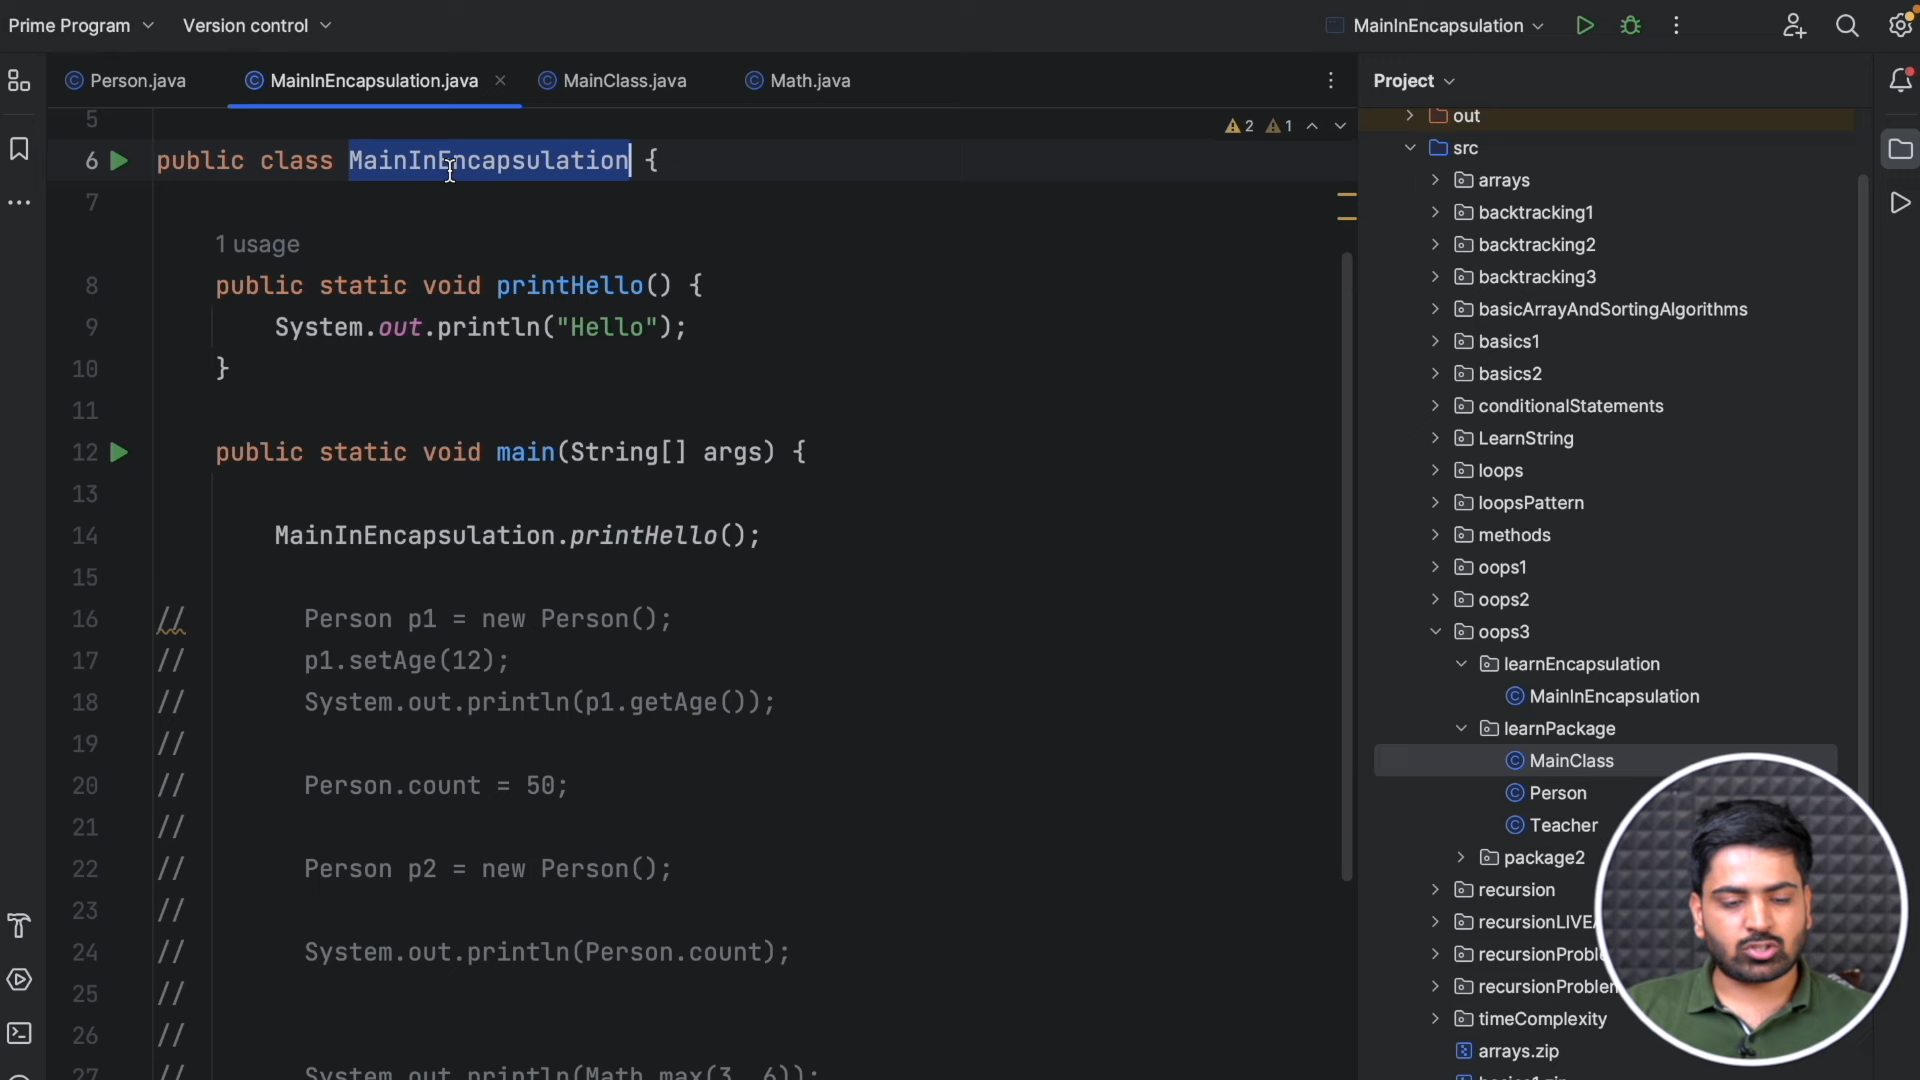 Prime Program
Version control
MainInEncapsulation
Person.java
MainInEncapsulation.java
MainClass.java
Math.java
Project
2
1
5
6 public class MainInEncapsulation {
7
1 usage
8 public static void printHello() {
9 System.out.println("Hello");
10 }
11
12 public static void main(String[] args) {
13
14 MainInEncapsulation.printHello();
15
16 // Person p1 = new Person();
17 // p1.setAge(12);
18 // System.out.println(p1.getAge());
19 //
20 // Person.count = 50;
21 //
22 // Person p2 = new Person();
23 //
24 // System.out.println(Person.count);
25 //
26 //
27 // System.out.println(Math.max(3, 6));
out
src
arrays
backtracking1
backtracking2
backtracking3
basicArrayAndSortingAlgorithms
basics1
basics2
conditionalStatements
LearnString
loops
loopsPattern
methods
oops1
oops2
oops3
learnEncapsulation
MainInEncapsulation
learnPackage
MainClass
Person
Teacher
package2
recursion
recursionLIVE
recursionProble
recursionProblem
timeComplexity
arrays.zip